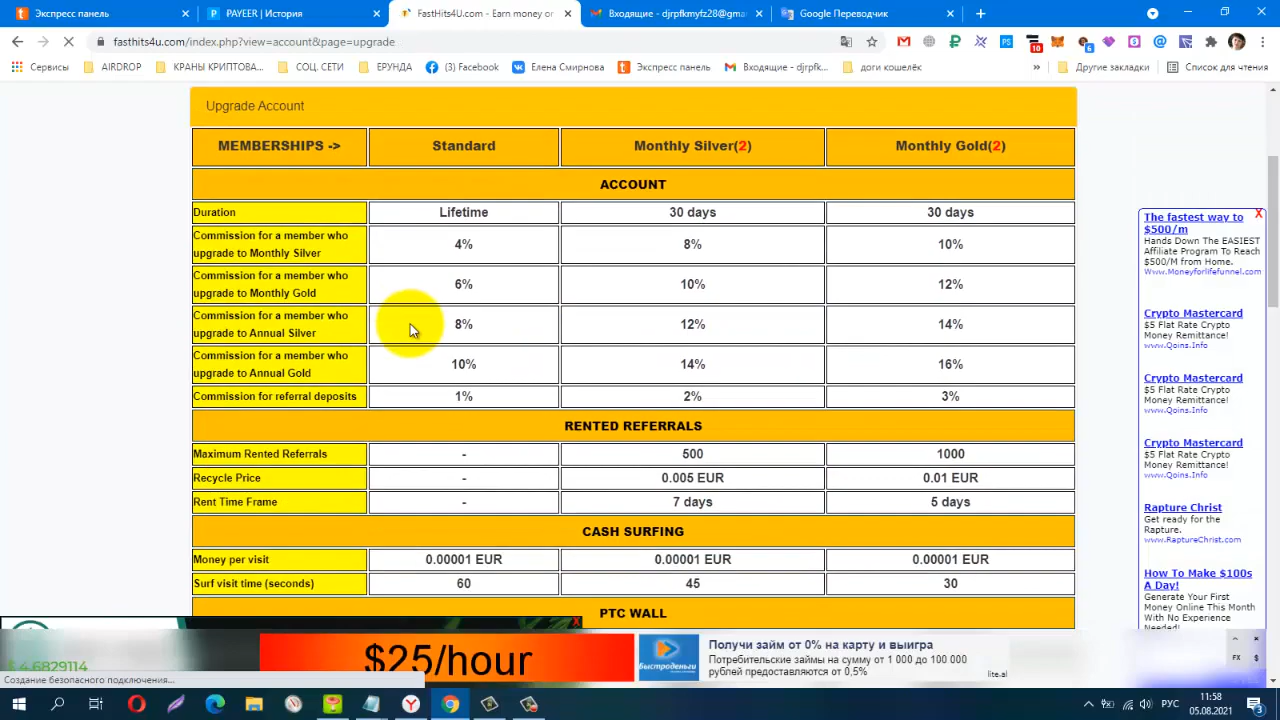 Экспресс панель
PAYEER | История
FastHits4U.com - Earn money or
Входящие - djrpfkmyfz28@gma
Google Переводчик
fasthits4u.com/index.php?view=account&page=upgrade
10
6
Сервисы
AIRDROP
КРАНЫ КРИПТОВА...
СОЦ. СЕТИ
ЕРУНДА
(3) Facebook
Елена Смирнова
Экспресс панель
Входящие - djrpfk...
доги кошелёк
»
Другие закладки
Список для чтения
Upgrade Account
MEMBERSHIPS -> Standard Monthly Silver(2) Monthly Gold(2)
ACCOUNT
Duration Lifetime 30 days 30 days
Commission for a member who
upgrade to Monthly Silver
4% 8% 10%
Commission for a member who
upgrade to Monthly Gold
6% 10% 12%
Commission for a member who
upgrade to Annual Silver
8% 12% 14%
Commission for a member who
upgrade to Annual Gold
10% 14% 16%
Commission for referral deposits 1% 2% 3%
RENTED REFERRALS
Maximum Rented Referrals - 500 1000
Recycle Price - 0.005 EUR 0.01 EUR
Rent Time Frame - 7 days 5 days
CASH SURFING
Money per visit 0.00001 EUR 0.00001 EUR 0.00001 EUR
Surf visit time (seconds) 60 45 30
PTC WALL
X
The fastest way to
$500/m
Hands Down The EASIEST
Affiliate Program To Reach
$500/M from Home.
Www.Moneyforlifefunnel.com
Crypto Mastercard
$5 Flat Rate Crypto
Money Remittance!
Www.Qoins.Info
Crypto Mastercard
$5 Flat Rate Crypto
Money Remittance!
Www.Qoins.Info
Crypto Mastercard
$5 Flat Rate Crypto
Money Remittance!
Www.Qoins.Info
Rapture Christ
Get ready for the
Rapture.
www.RaptureChrist.com
How To Make $100s
A Day!
Generate Your First
Money Online This Month
With No Experience
Needed!
X
$ 4.6829114
$25/hour
Быстроденьги
Получи займ от 0% на карту и выигра
Потребительские займы на сумму от 1 000 до 100 000
рублей предоставляются от 0,5%
lite.al
FX $
Создание безопасного подключения...
РУС
11:58
05.08.2021
3